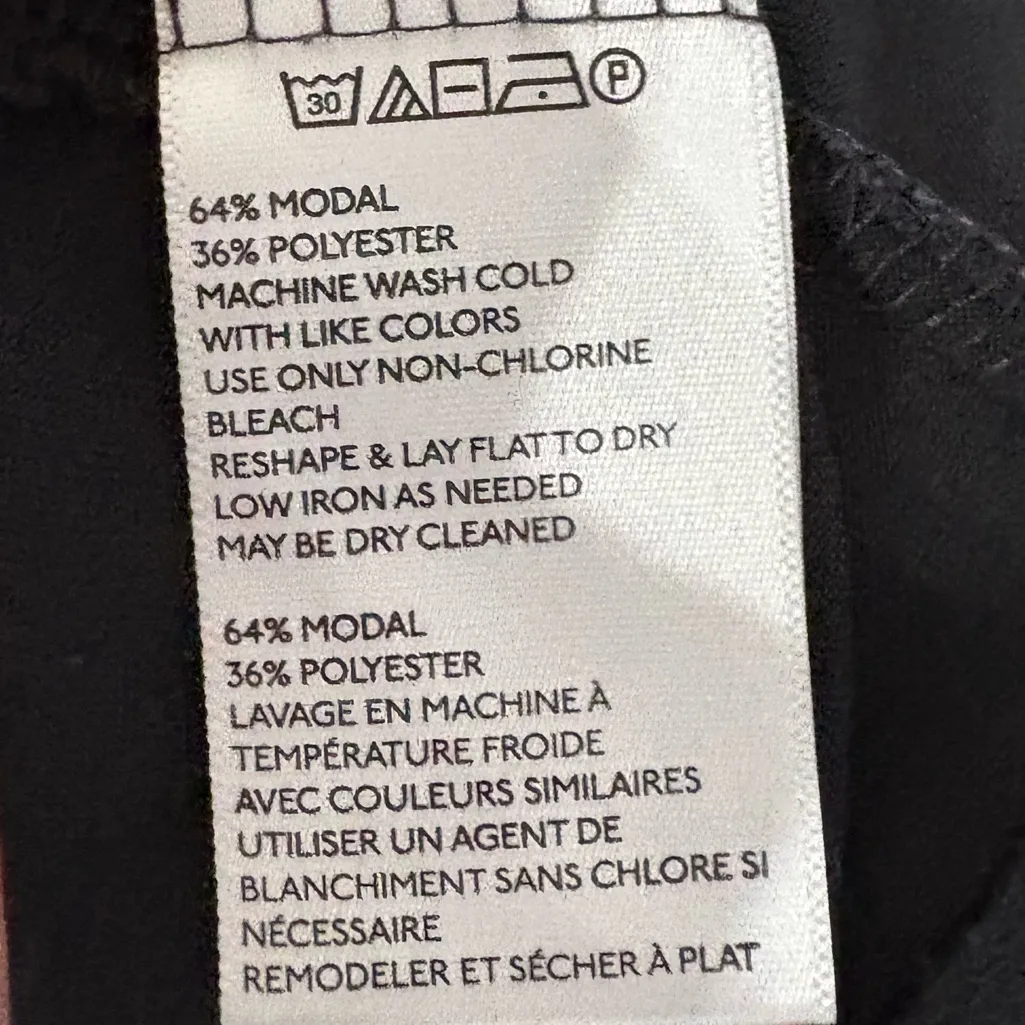 30 P
64% MODAL
36% POLYESTER
MACHINE WASH COLD
WITH LIKE COLORS
USE ONLY NON-CHLORINE
BLEACH
RESHAPE & LAY FLAT TO DRY
LOW IRON AS NEEDED
MAY BE DRY CLEANED
64% MODAL
36% POLYESTER
LAVAGE EN MACHINE À
TEMPÉRATURE FROIDE
AVEC COULEURS SIMILAIRES
UTILISER UN AGENT DE
BLANCHIMENT SANS CHLORE SI
NÉCESSAIRE
REMODELER ET SÉCHER À PLAT